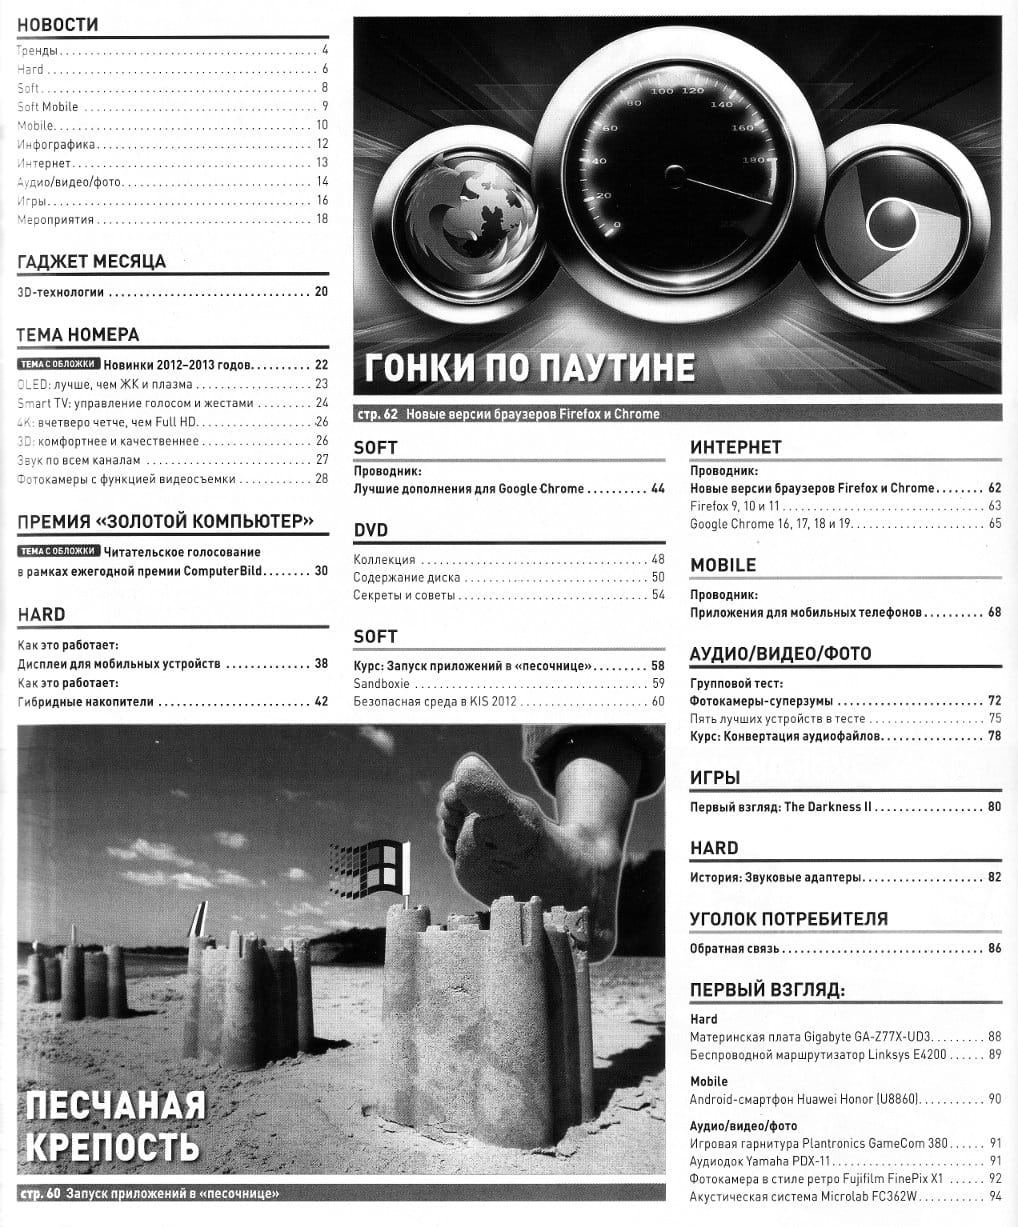 НОВОСТИ
Тренды 4
Hard 6
Soft 8
Soft Mobile 9
Mobile 10
Инфографика 12
Интернет 13
Аудио/видео/фото 14
Игры 16
Мероприятия 18
ГАДЖЕТ МЕСЯЦА
3D-технологии 20
ТЕМА НОМЕРА
ТЕМА С ОБЛОЖКИ Новинки 2012–2013 годов 22
OLED: лучше, чем ЖК и плазма 23
Smart TV: управление голосом и жестами 24
4K: вчетверо четче, чем Full HD 26
3D: комфортнее и качественнее 26
Звук по всем каналам 27
Фотокамеры с функцией видеосъемки 28
ПРЕМИЯ «ЗОЛОТОЙ КОМПЬЮТЕР»
ТЕМА С ОБЛОЖКИ Читательское голосование
в рамках ежегодной премии ComputerBild 30
HARD
Как это работает:
Дисплеи для мобильных устройств 38
Как это работает:
Гибридные накопители 42
0
20
40
60
80
100
120
140
160
180
ГОНКИ ПО ПАУТИНЕ
стр. 62 Новые версии браузеров Firefox и Chrome
SOFT
Проводник:
Лучшие дополнения для Google Chrome 44
DVD
Коллекция 48
Содержание диска 50
Секреты и советы 54
SOFT
Курс: Запуск приложений в «песочнице» 58
Sandboxie 59
Безопасная среда в KIS 2012 60
ПЕСЧАНАЯ
КРЕПОСТЬ
стр. 60 Запуск приложений в «песочнице»
ИНТЕРНЕТ
Проводник:
Новые версии браузеров Firefox и Chrome 62
Firefox 9, 10 и 11 63
Google Chrome 16, 17, 18 и 19 65
MOBILE
Проводник:
Приложения для мобильных телефонов 68
АУДИО/ВИДЕО/ФОТО
Групповой тест:
Фотокамеры-суперзумы 72
Пять лучших устройств в тесте 75
Курс: Конвертация аудиофайлов 78
ИГРЫ
Первый взгляд: The Darkness II 80
HARD
История: Звуковые адаптеры 82
УГОЛОК ПОТРЕБИТЕЛЯ
Обратная связь 86
ПЕРВЫЙ ВЗГЛЯД:
Hard
Материнская плата Gigabyte GA-Z77X-UD3 88
Беспроводной маршрутизатор Linksys E4200 89
Mobile
Android-смартфон Huawei Honor (U8860) 90
Аудио/видео/фото
Игровая гарнитура Plantronics GameCom 380 91
Аудиодок Yamaha PDX-11 91
Фотокамера в стиле ретро Fujifilm FinePix X1 92
Акустическая система Microlab FC362W 94